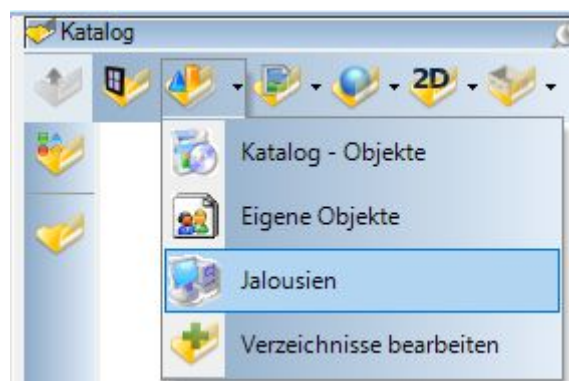 Katalog
2D
Katalog - Objekte
Eigene Objekte
Jalousien
Verzeichnisse bearbeiten